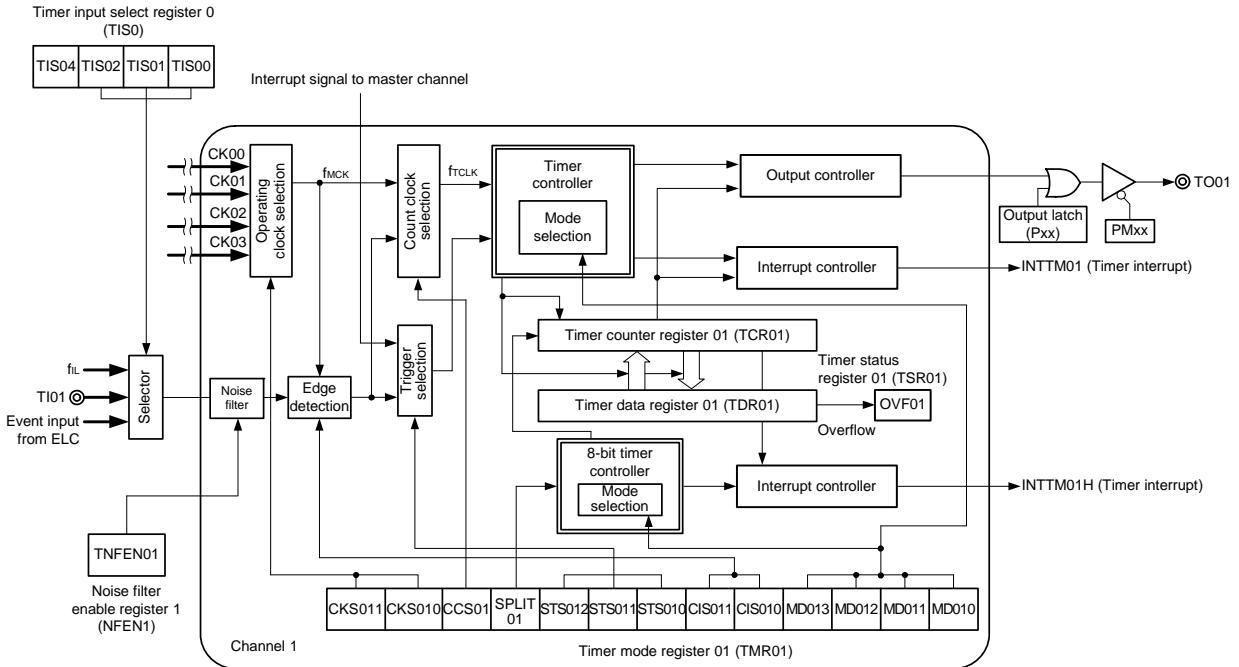 Timer input select register 0
(TIS0)
TIS04 TIS02 TIS01 TIS00
Interrupt signal to master channel
CK00
CK01
CK02
CK03
Operating
clock selection
fMCK
Count clock
selection
fTCLK
Timer
controller
Mode
selection
Output controller
Output latch
(Pxx)
PMxx
TO01
Interrupt controller
INTTM01 (Timer interrupt)
Trigger
selection
Timer counter register 01 (TCR01)
Timer status
register 01 (TSR01)
fIL
TI01
Event input
from ELC
Selector
Noise
filter
Edge
detection
Timer data register 01 (TDR01)
OVF01
Overflow
8-bit timer
controller
Mode
selection
Interrupt controller
INTTM01H (Timer interrupt)
TNFEN01
Noise filter
enable register 1
(NFEN1)
CKS011 CKS010 CCS01 SPLIT
01 STS012 STS011 STS010 CIS011 CIS010 MD013 MD012 MD011 MD010
Channel 1
Timer mode register 01 (TMR01)